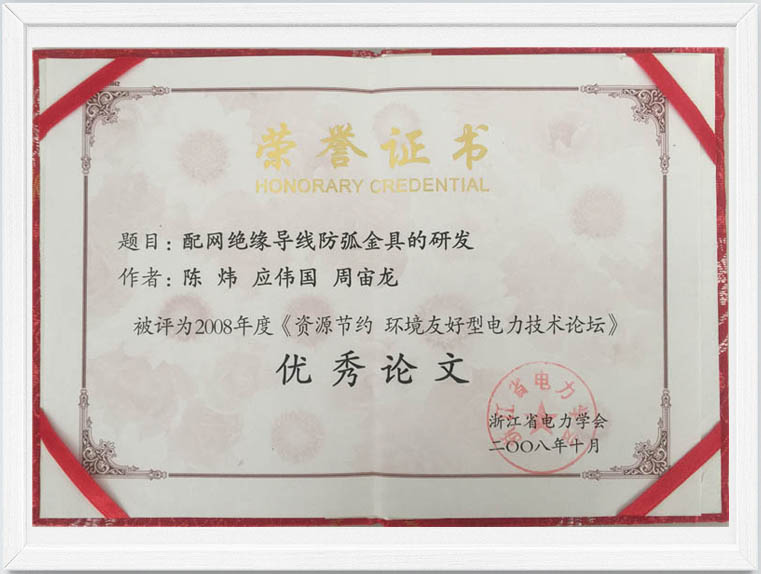 荣誉证书
HONORARY CREDENTIAL
题目：配网绝缘导线防弧金具的研发
作者：陈 炜 应伟国 周宙龙
被评为2008年度《资源节约 环境友好型电力技术论坛》
优秀论文
浙江省电力学会
二〇〇八年十月